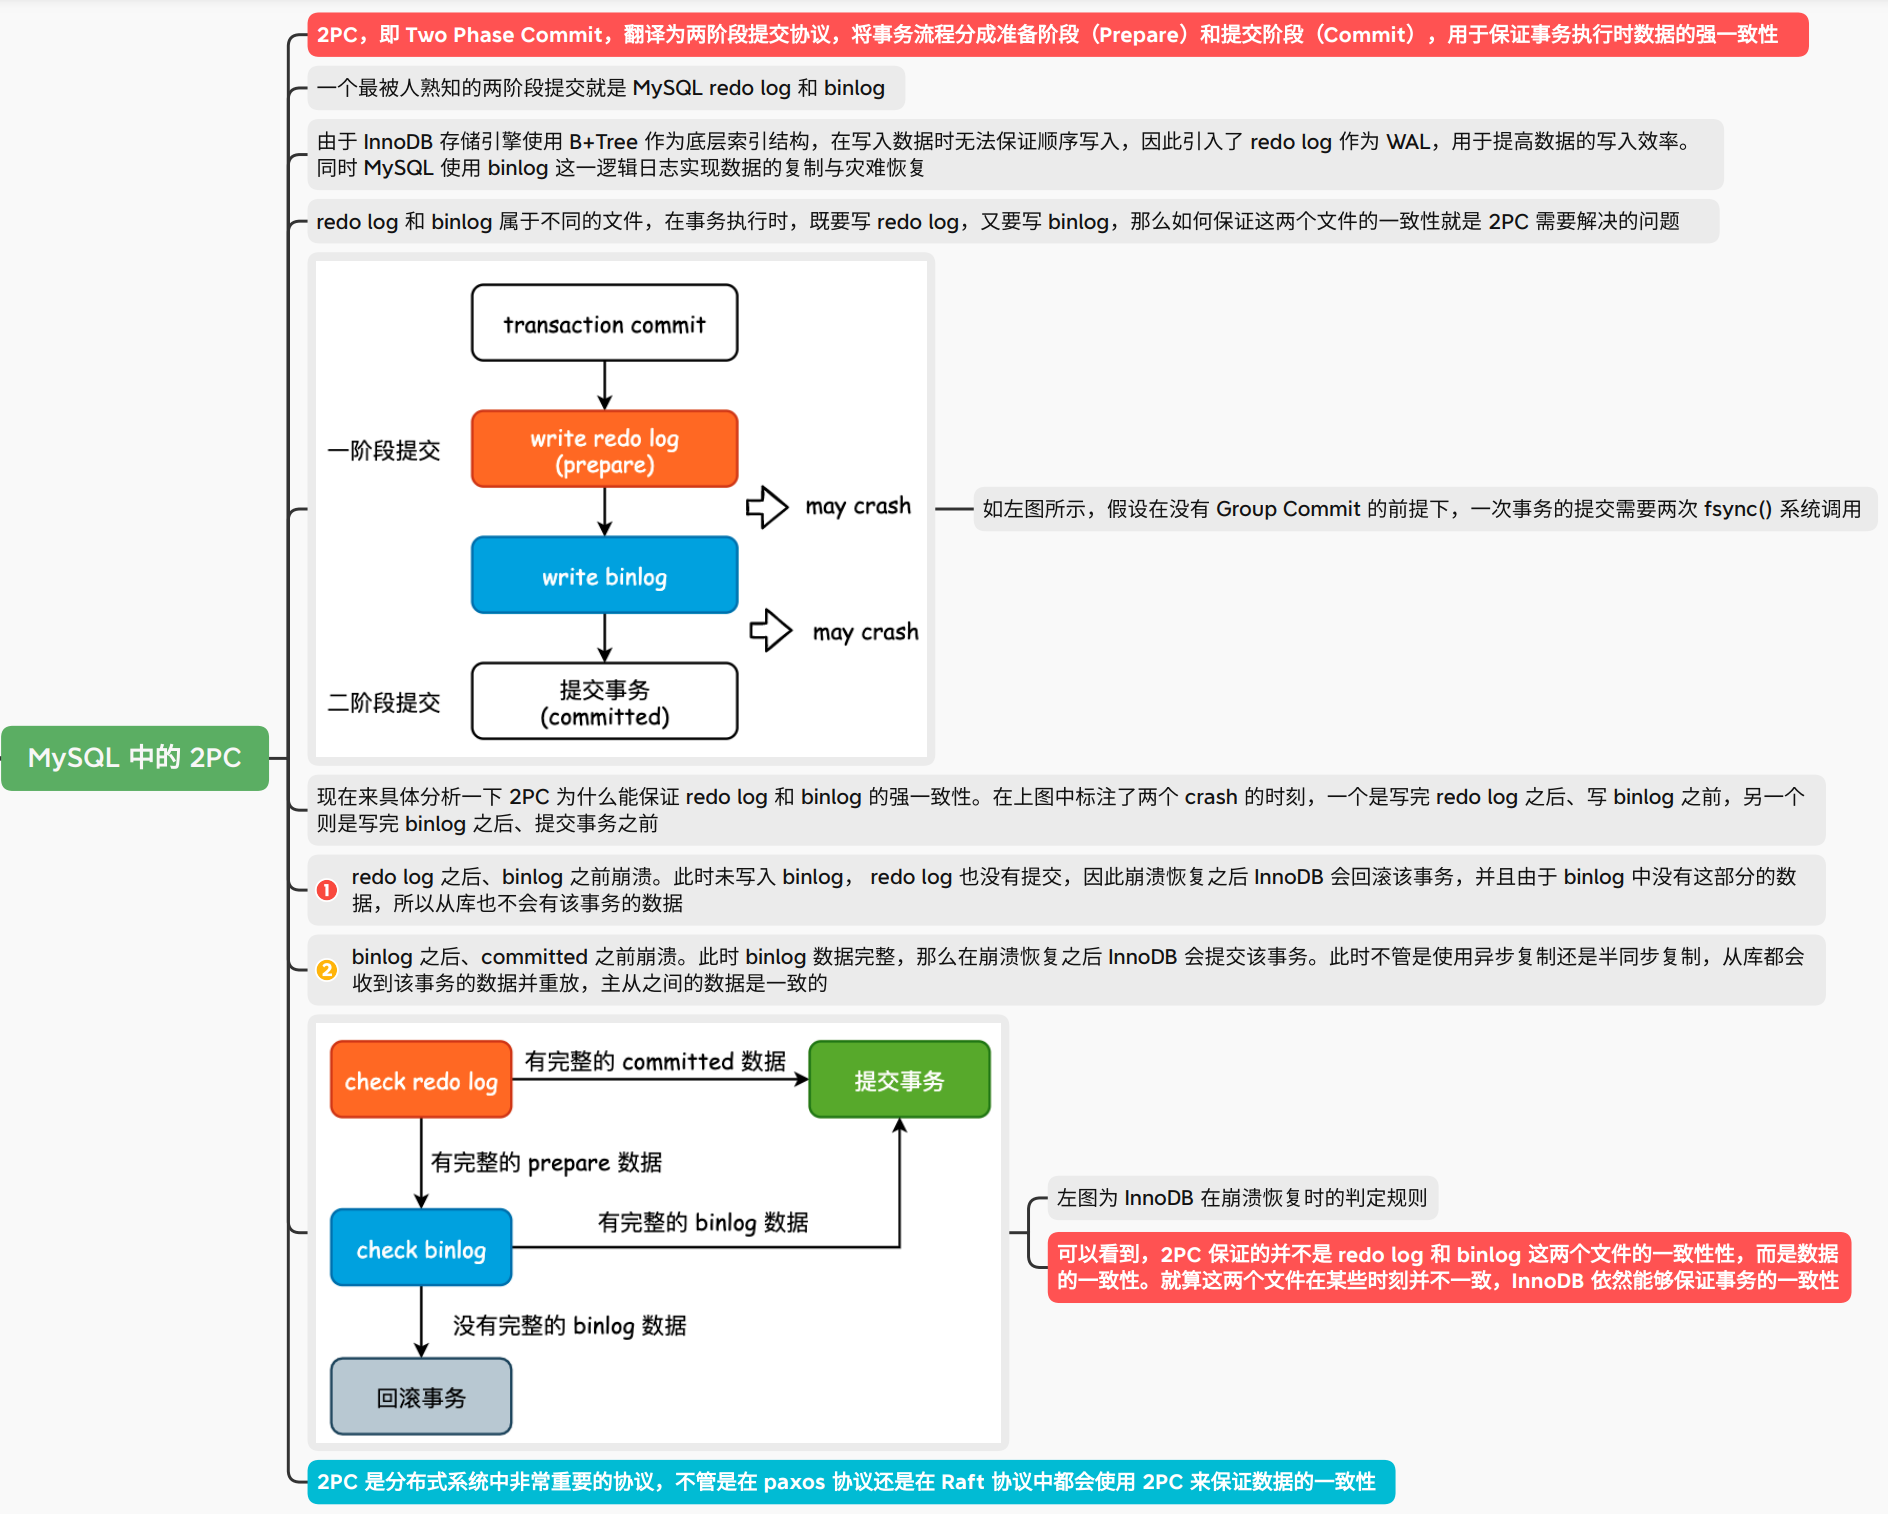 MySQL 中的 2PC
2PC，即 Two Phase Commit，翻译为两阶段提交协议，将事务流程分成准备阶段（Prepare）和提交阶段（Commit），用于保证事务执行时数据的强一致性
一个最被人熟知的两阶段提交就是 MySQL redo log 和 binlog
由于 InnoDB 存储引擎使用 B+Tree 作为底层索引结构，在写入数据时无法保证顺序写入，因此引入了 redo log 作为 WAL，用于提高数据的写入效率。
同时 MySQL 使用 binlog 这一逻辑日志实现数据的复制与灾难恢复
redo log 和 binlog 属于不同的文件，在事务执行时，既要写 redo log，又要写 binlog，那么如何保证这两个文件的一致性就是 2PC 需要解决的问题
transaction commit
一阶段提交
write redo log
(prepare)
may crash
write binlog
may crash
二阶段提交
提交事务
(committed)
如左图所示，假设在没有 Group Commit 的前提下，一次事务的提交需要两次 fsync() 系统调用
现在来具体分析一下 2PC 为什么能保证 redo log 和 binlog 的强一致性。在上图中标注了两个 crash 的时刻，一个是写完 redo log 之后、写 binlog 之前，另一个
则是写完 binlog 之后、提交事务之前
1 redo log 之后、binlog 之前崩溃。此时未写入 binlog， redo log 也没有提交，因此崩溃恢复之后 InnoDB 会回滚该事务，并且由于 binlog 中没有这部分的数
据，所以从库也不会有该事务的数据
2 binlog 之后、committed 之前崩溃。此时 binlog 数据完整，那么在崩溃恢复之后 InnoDB 会提交该事务。此时不管是使用异步复制还是半同步复制，从库都会
收到该事务的数据并重放，主从之间的数据是一致的
check redo log
有完整的 committed 数据
提交事务
有完整的 prepare 数据
check binlog
有完整的 binlog 数据
没有完整的 binlog 数据
回滚事务
左图为 InnoDB 在崩溃恢复时的判定规则
可以看到，2PC 保证的并不是 redo log 和 binlog 这两个文件的一致性性，而是数据
的一致性。就算这两个文件在某些时刻并不一致，InnoDB 依然能够保证事务的一致性
2PC 是分布式系统中非常重要的协议，不管是在 paxos 协议还是在 Raft 协议中都会使用 2PC 来保证数据的一致性